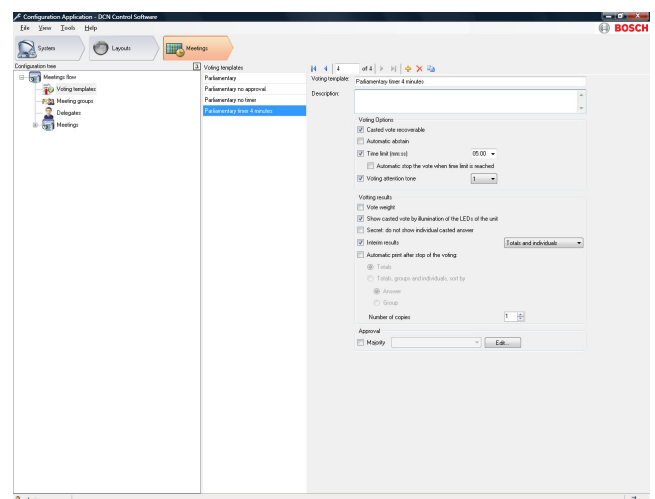 Configuration Application - DCN Control Software
File View Tools Help
BOSCH
System Layouts Meetings
Configuration tree
Meetings flow
Voting templates
Meeting groups
Delegates
Meetings
Voting templates
Parliamentary
Parliamentary no approval
Parliamentary no timer
Parliamentary timer 4 minutes
4 of 4
Voting template: Parliamentary timer 4 minutes
Description:
Voting Options
Casted vote recoverable
Automatic abstain
Time limit (mm:ss) 05:00
Automatic stop the vote when time limit is reached
Voting attention tone 1
Votting results
Vote weight
Show casted vote by illumination of the LEDs of the unit
Secret: do not show individual casted answer
Interim results Totals and individuals
Automatic print after stop of the voting:
Totals
Totals, groups and individuals, sort by
Answer
Group
Number of copies 1
Approval
Majority Edit...